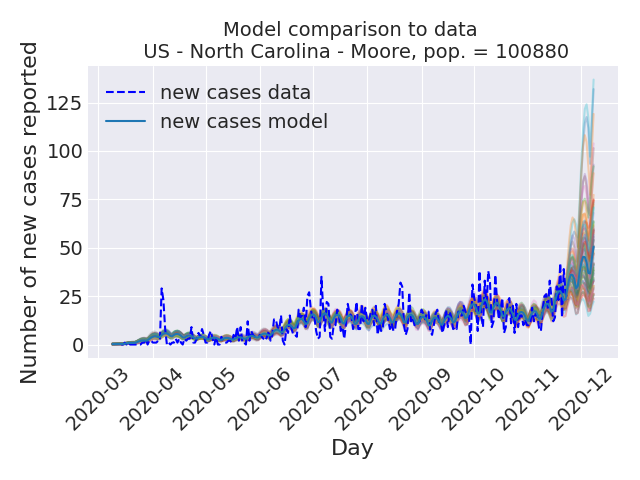 Model comparison to data
US - North Carolina - Moore, pop. = 100880
new cases data
new cases model
Number of new cases reported
125
100
75
50
25
0
2020-03
2020-04
2020-05
2020-06
2020-07
2020-08
2020-09
2020-10
2020-11
2020-12
Day